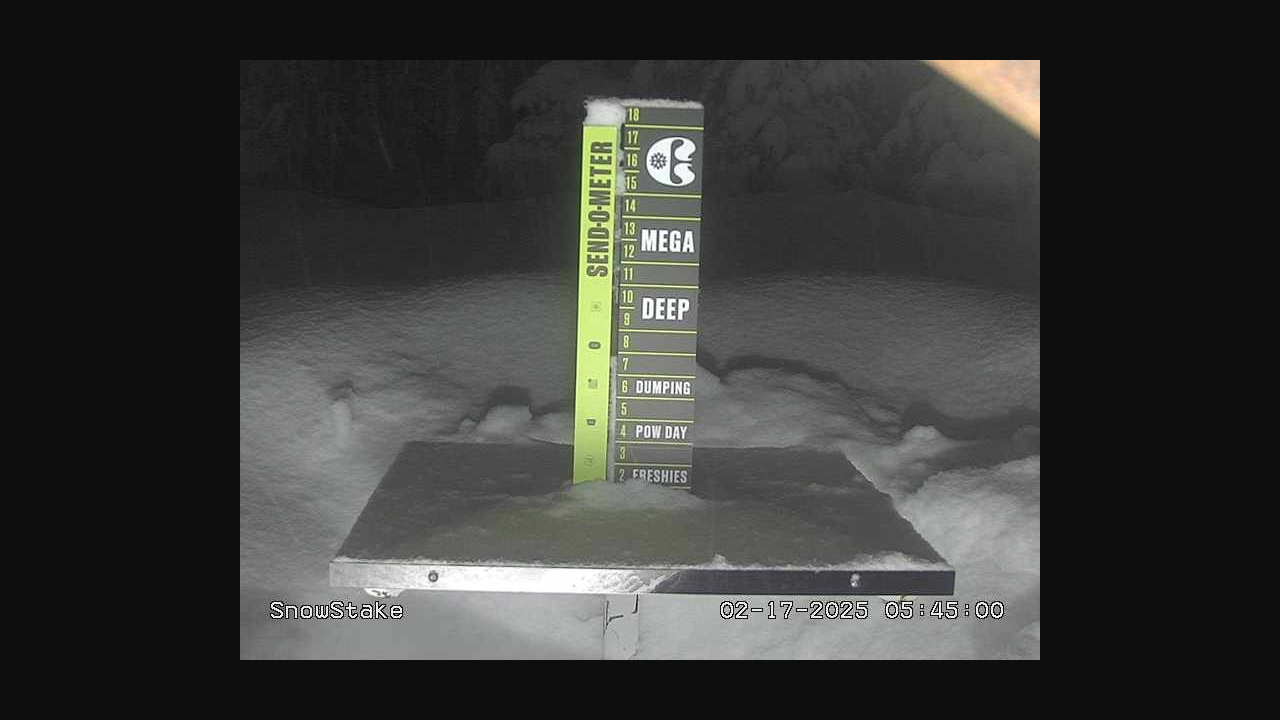 18
17
16
15
14
13
12 MEGA
11
10
9 DEEP
8
7
6 DUMPING
5
4 POW DAY
3
2 FRESHIES
SEND-O-METER
SnowStake
02-17-2025 05:45:00